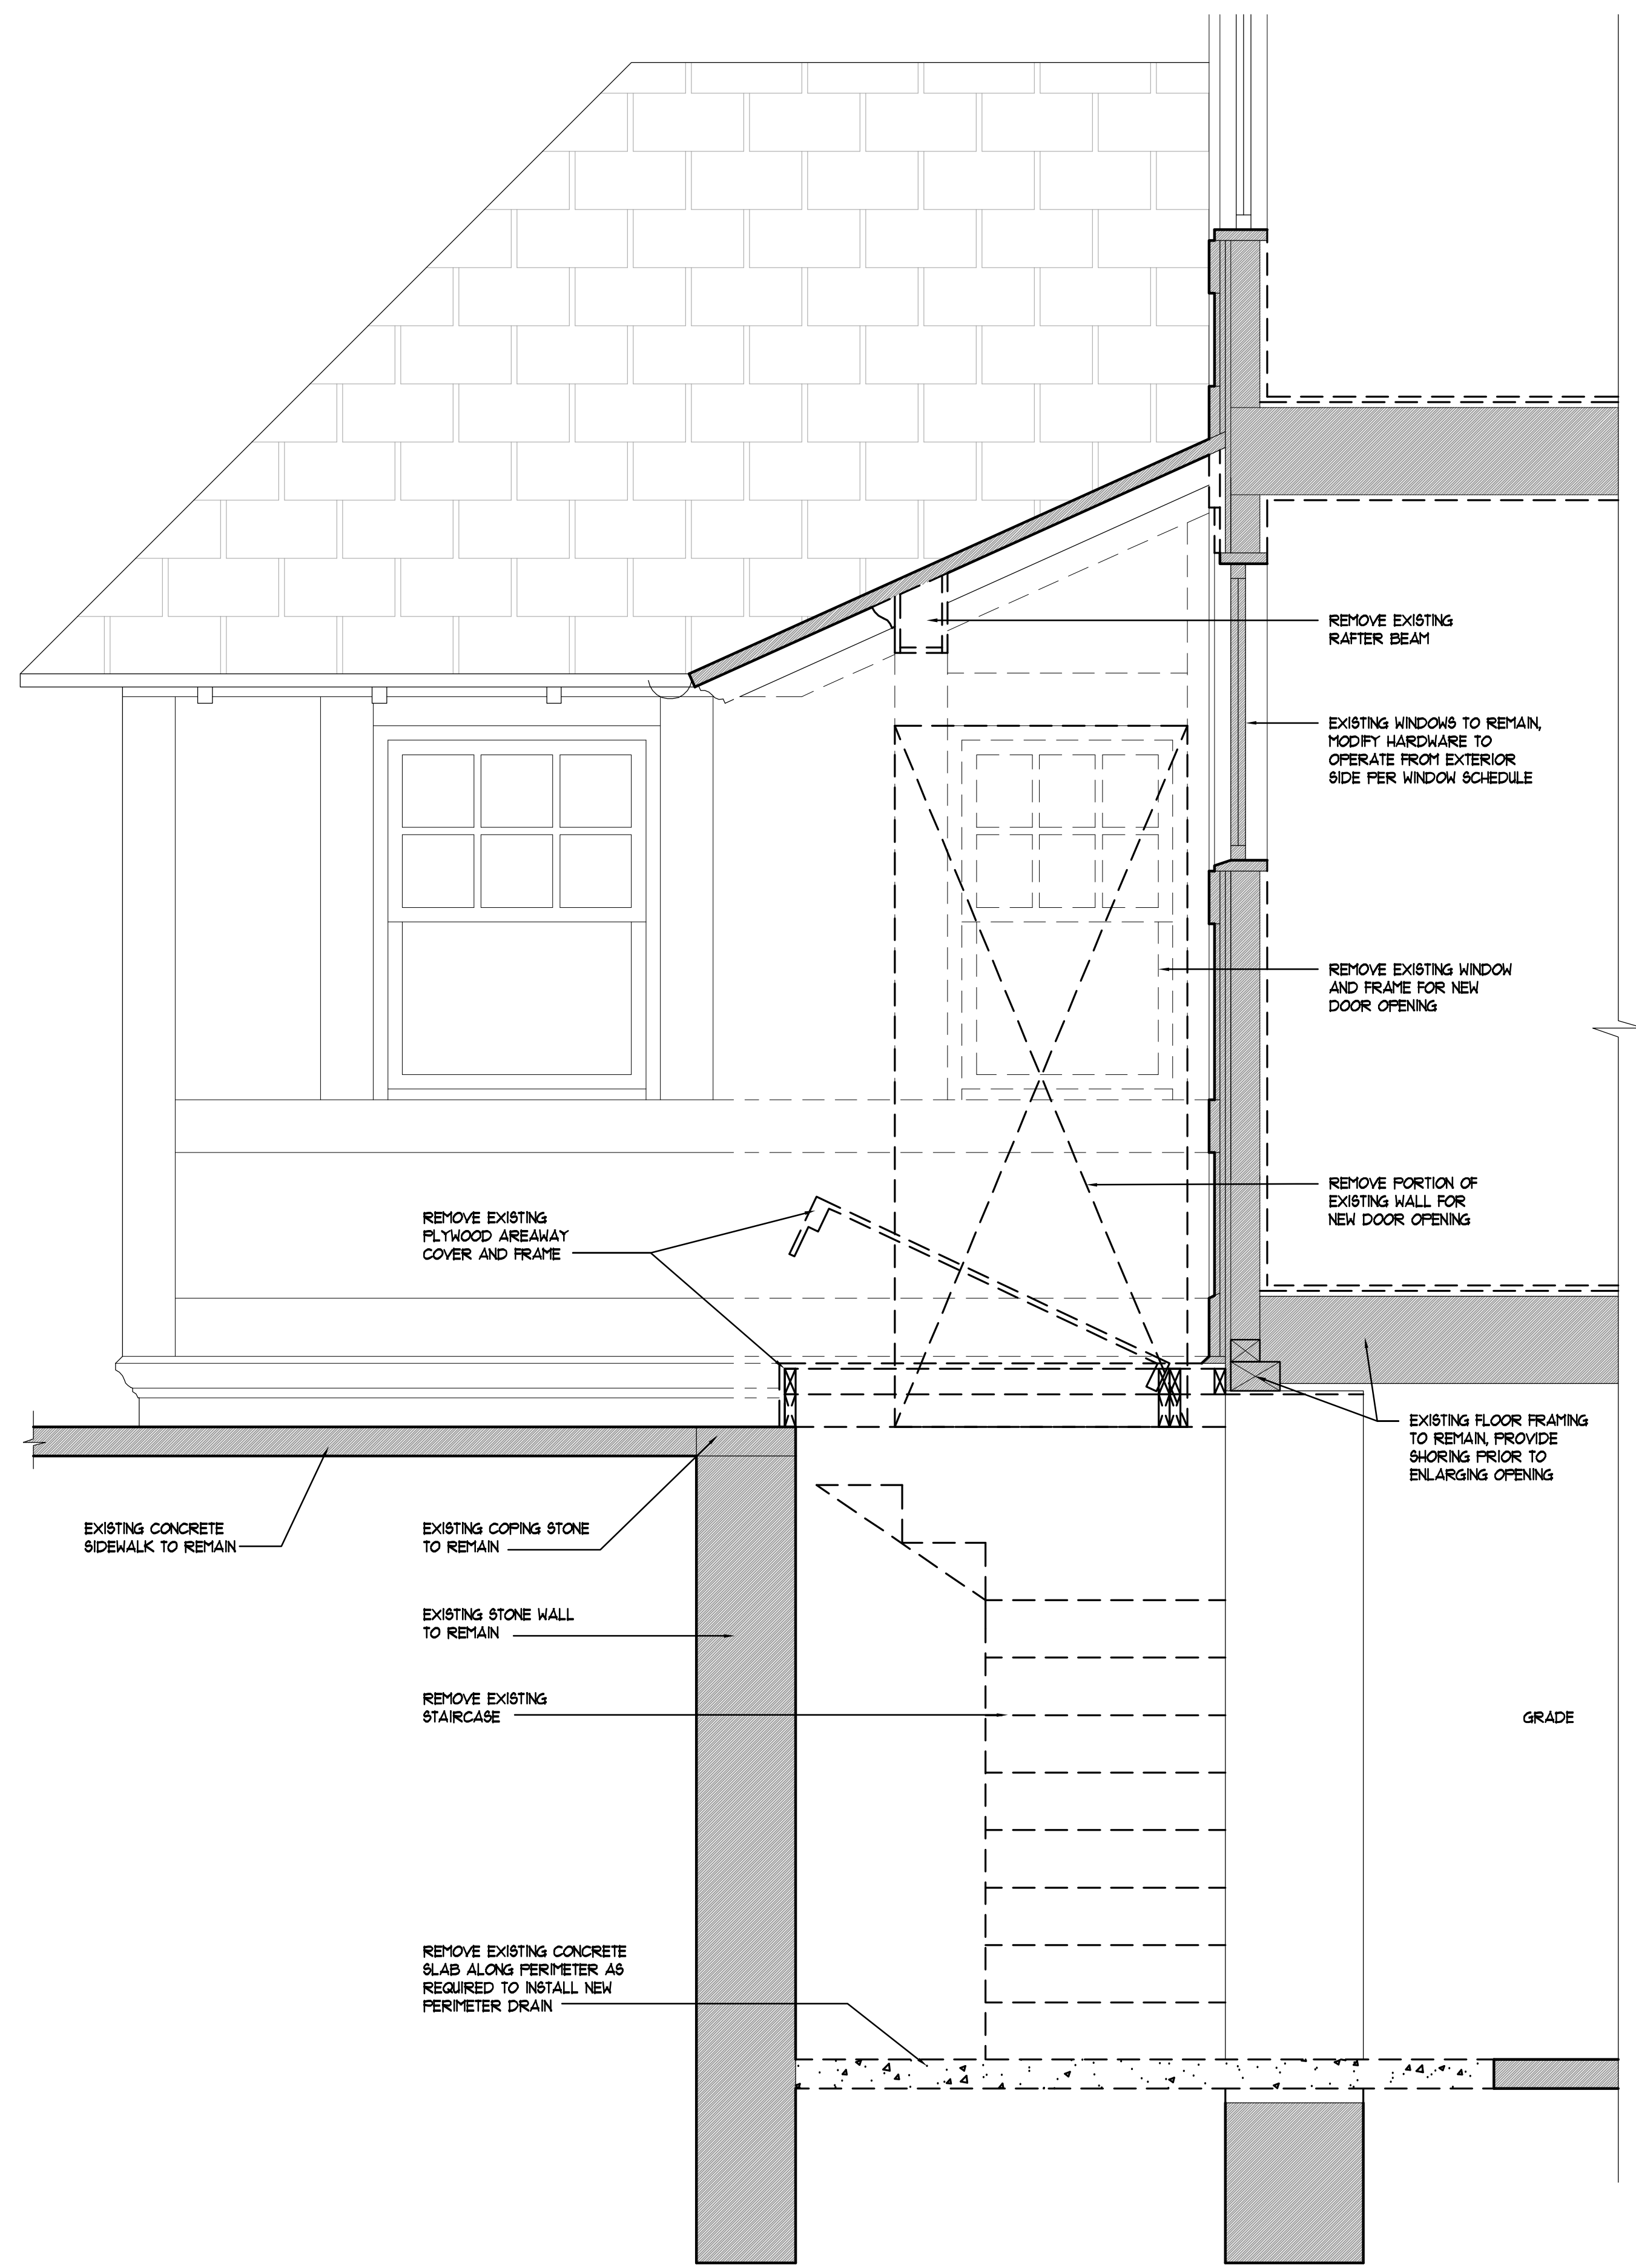 REMOVE EXISTING
RAFTER BEAM
EXISTING WINDOWS TO REMAIN,
MODIFY HARDWARE TO
OPERATE FROM EXTERIOR
SIDE PER WINDOW SCHEDULE
REMOVE EXISTING WINDOW
AND FRAME FOR NEW
DOOR OPENING
REMOVE PORTION OF
EXISTING WALL FOR
NEW DOOR OPENING
REMOVE EXISTING
PLYWOOD AREAWAY
COVER AND FRAME
EXISTING FLOOR FRAMING
TO REMAIN, PROVIDE
SHORING PRIOR TO
ENLARGING OPENING
EXISTING CONCRETE
SIDEWALK TO REMAIN
EXISTING COPING STONE
TO REMAIN
EXISTING STONE WALL
TO REMAIN
REMOVE EXISTING
STAIRCASE
GRADE
REMOVE EXISTING CONCRETE
SLAB ALONG PERIMETER AS
REQUIRED TO INSTALL NEW
PERIMETER DRAIN